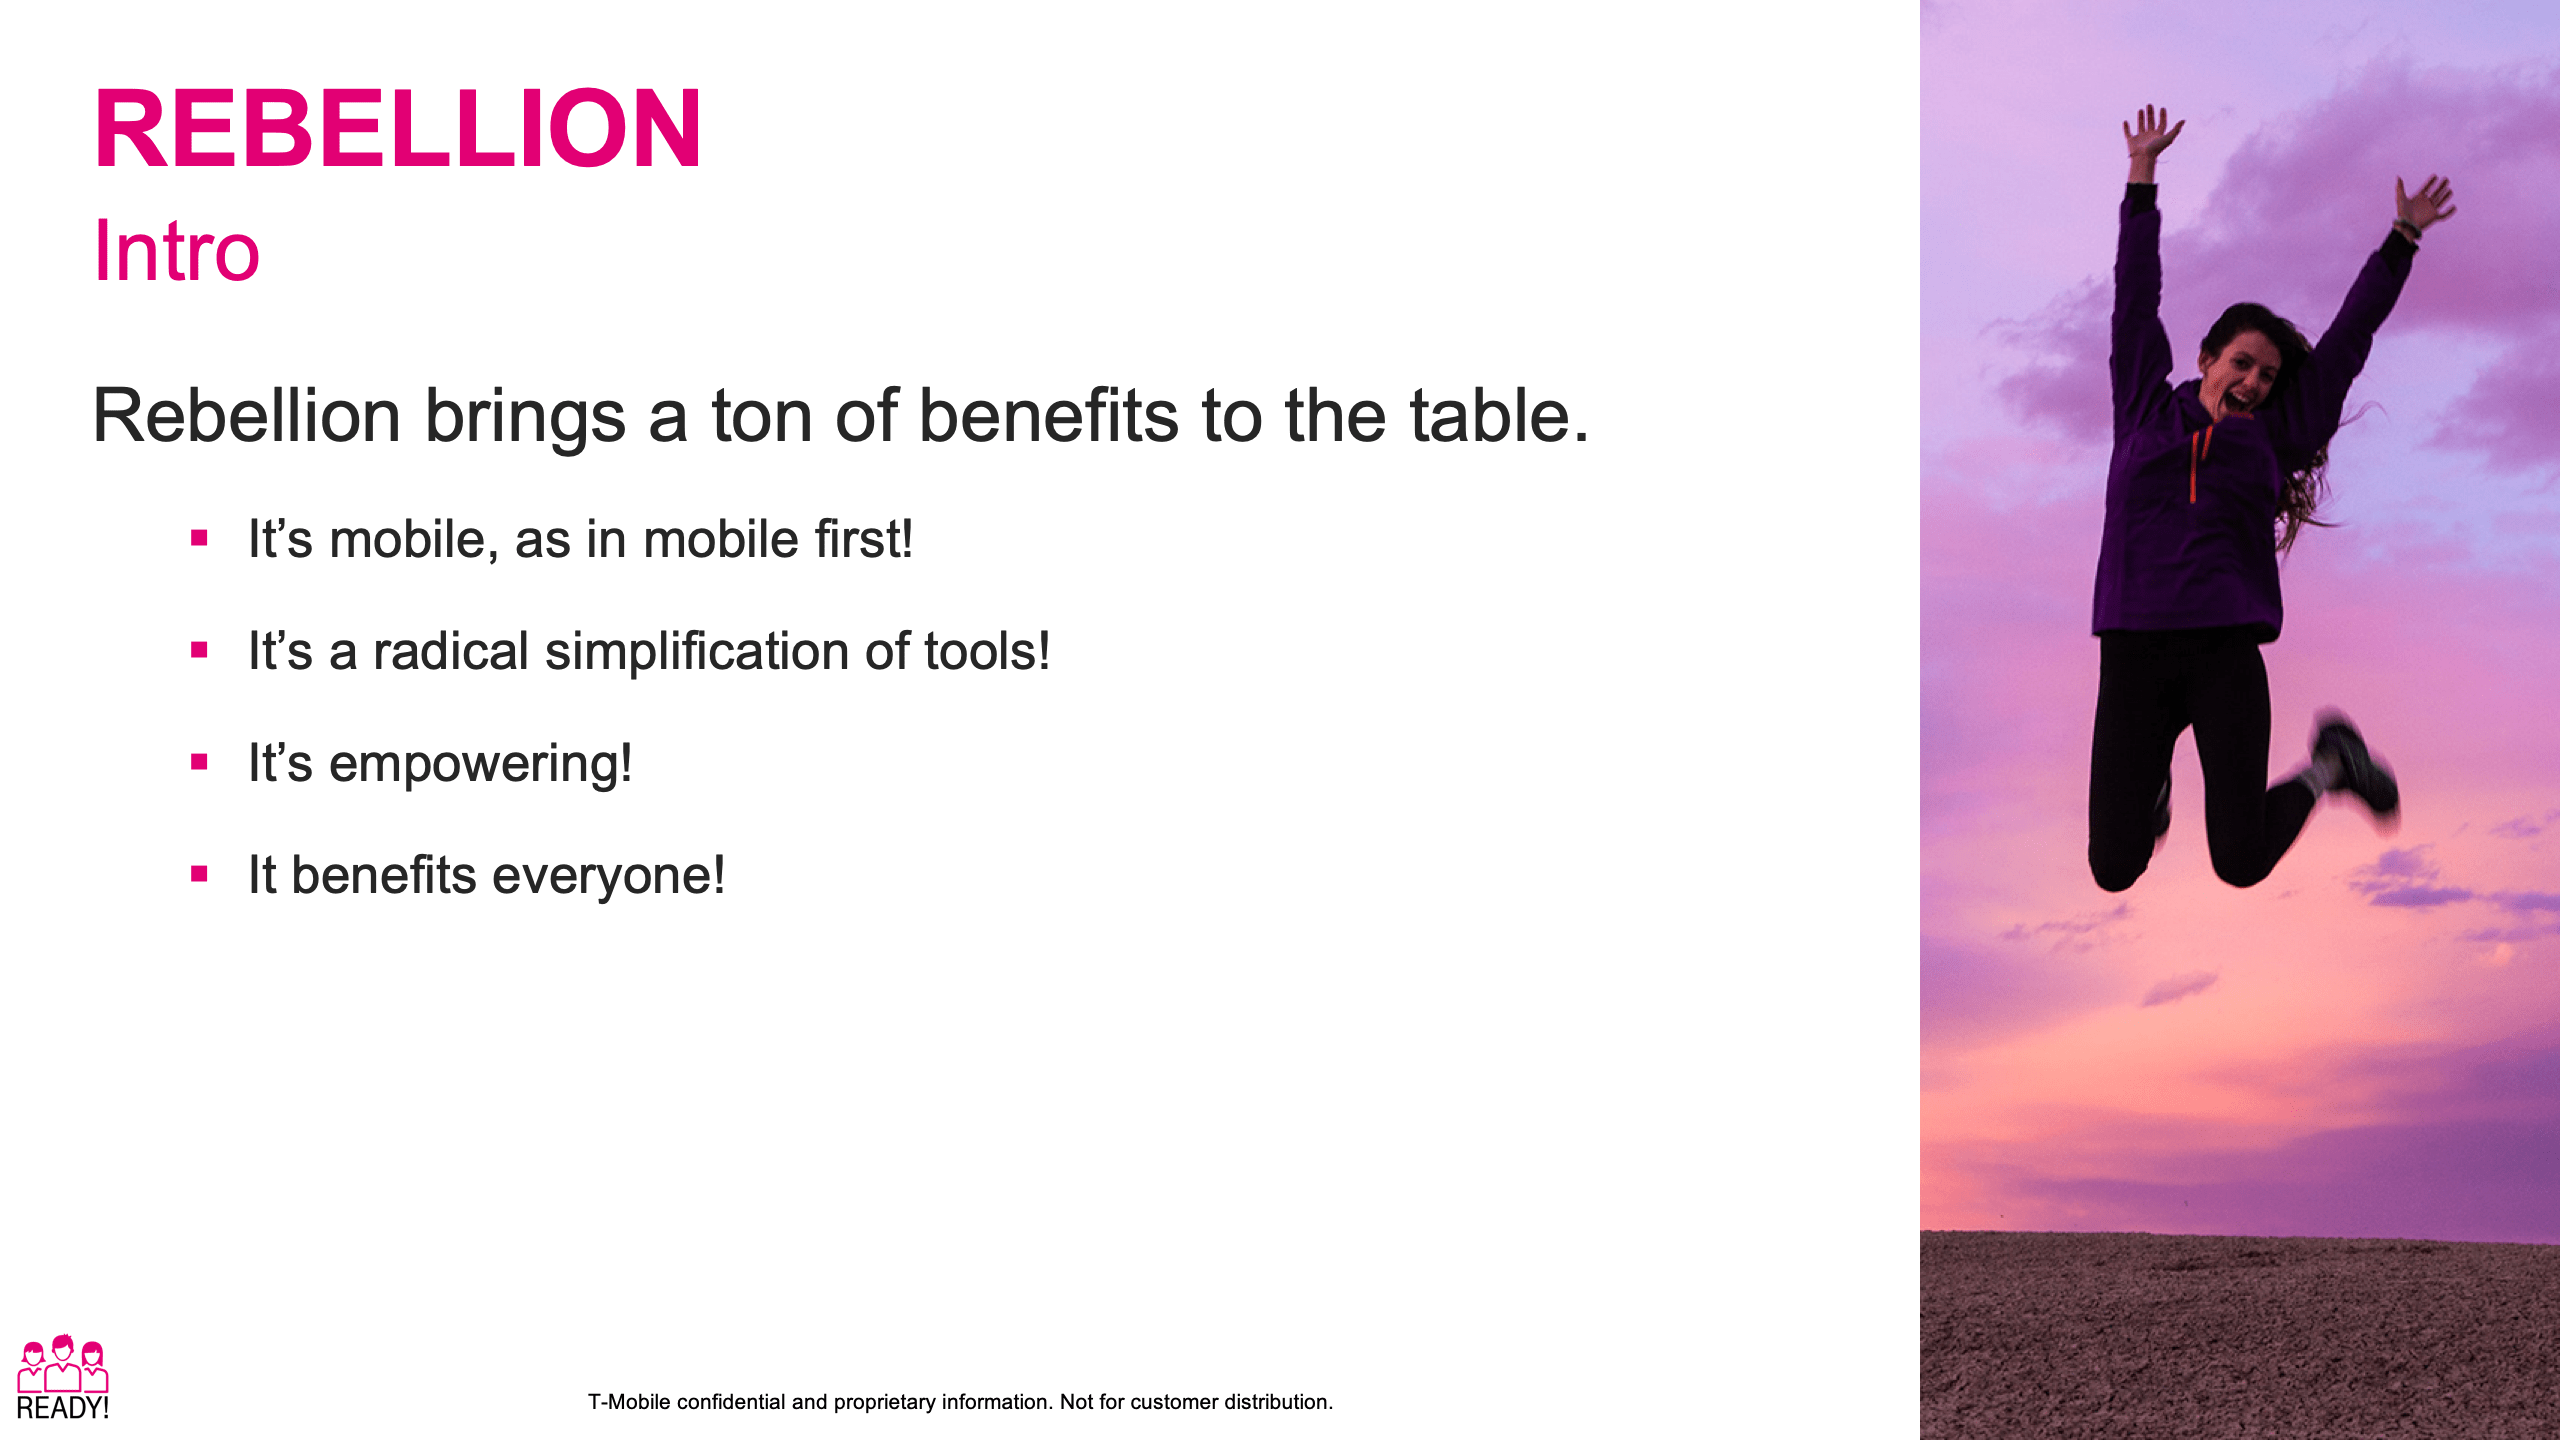 REBELLION
Intro
Rebellion brings a ton of benefits to the table.
▪ It’s mobile, as in mobile first!
▪ It’s a radical simplification of tools!
▪ It’s empowering!
▪ It benefits everyone!
READY!
T-Mobile confidential and proprietary information. Not for customer distribution.